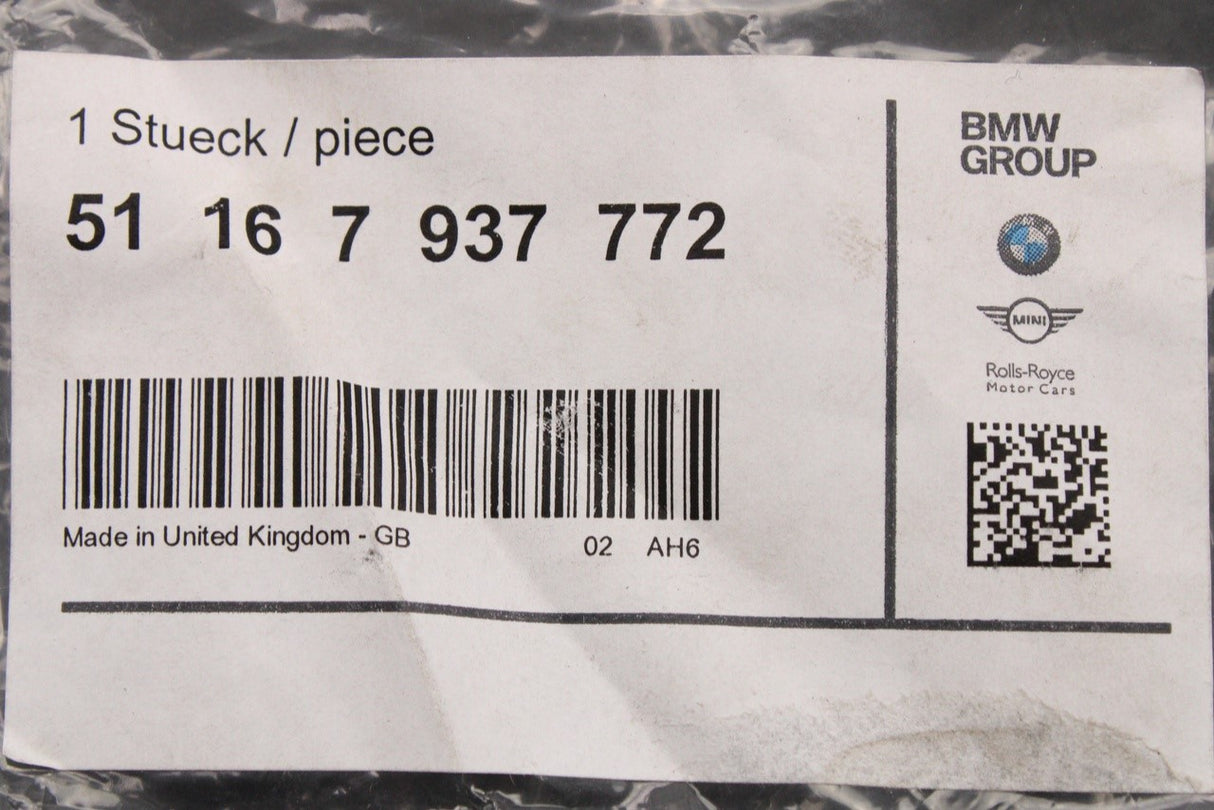 1 Stueck / piece
51 16 7 937 772
Made in United Kingdom - GB
02 AH6
BMW
GROUP
MINI
Rolls-Royce
Motor Cars